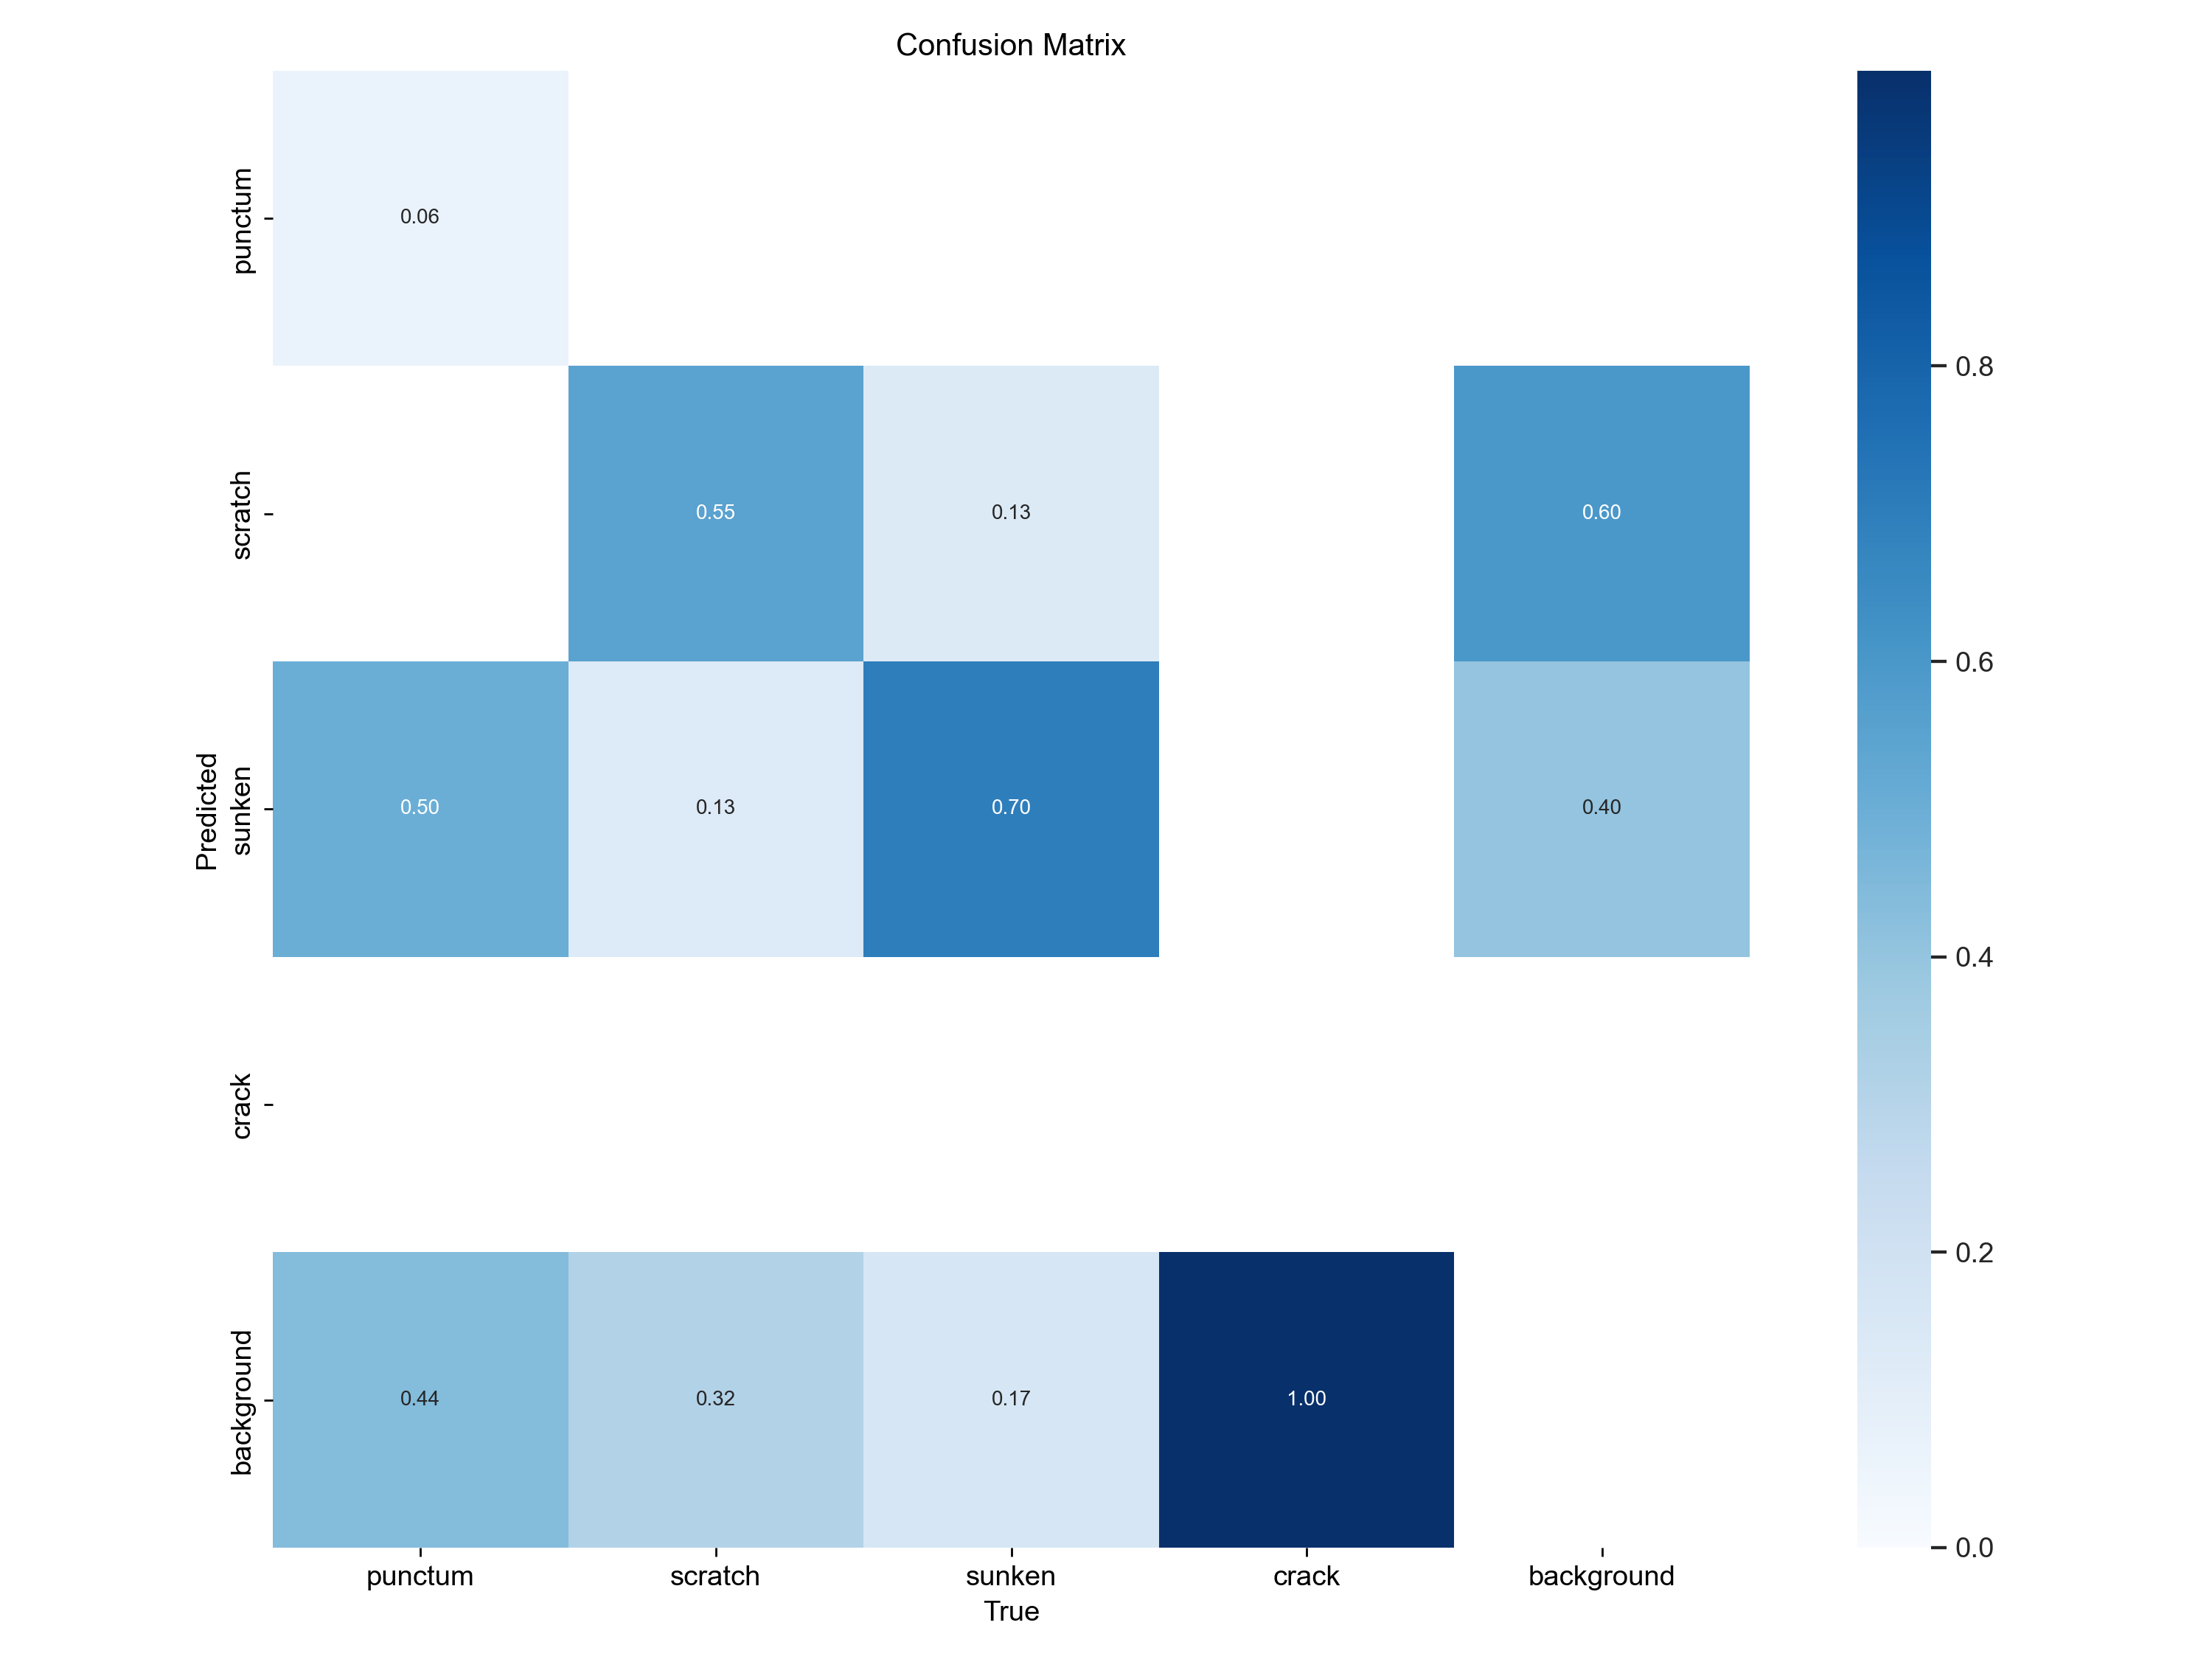 Confusion Matrix
punctum
0.06
scratch
0.55 0.13 0.60
Predicted
sunken
0.50 0.13 0.70 0.40
crack
background
0.44 0.32 0.17 1.00
punctum scratch sunken crack background
True
0.8
0.6
0.4
0.2
0.0